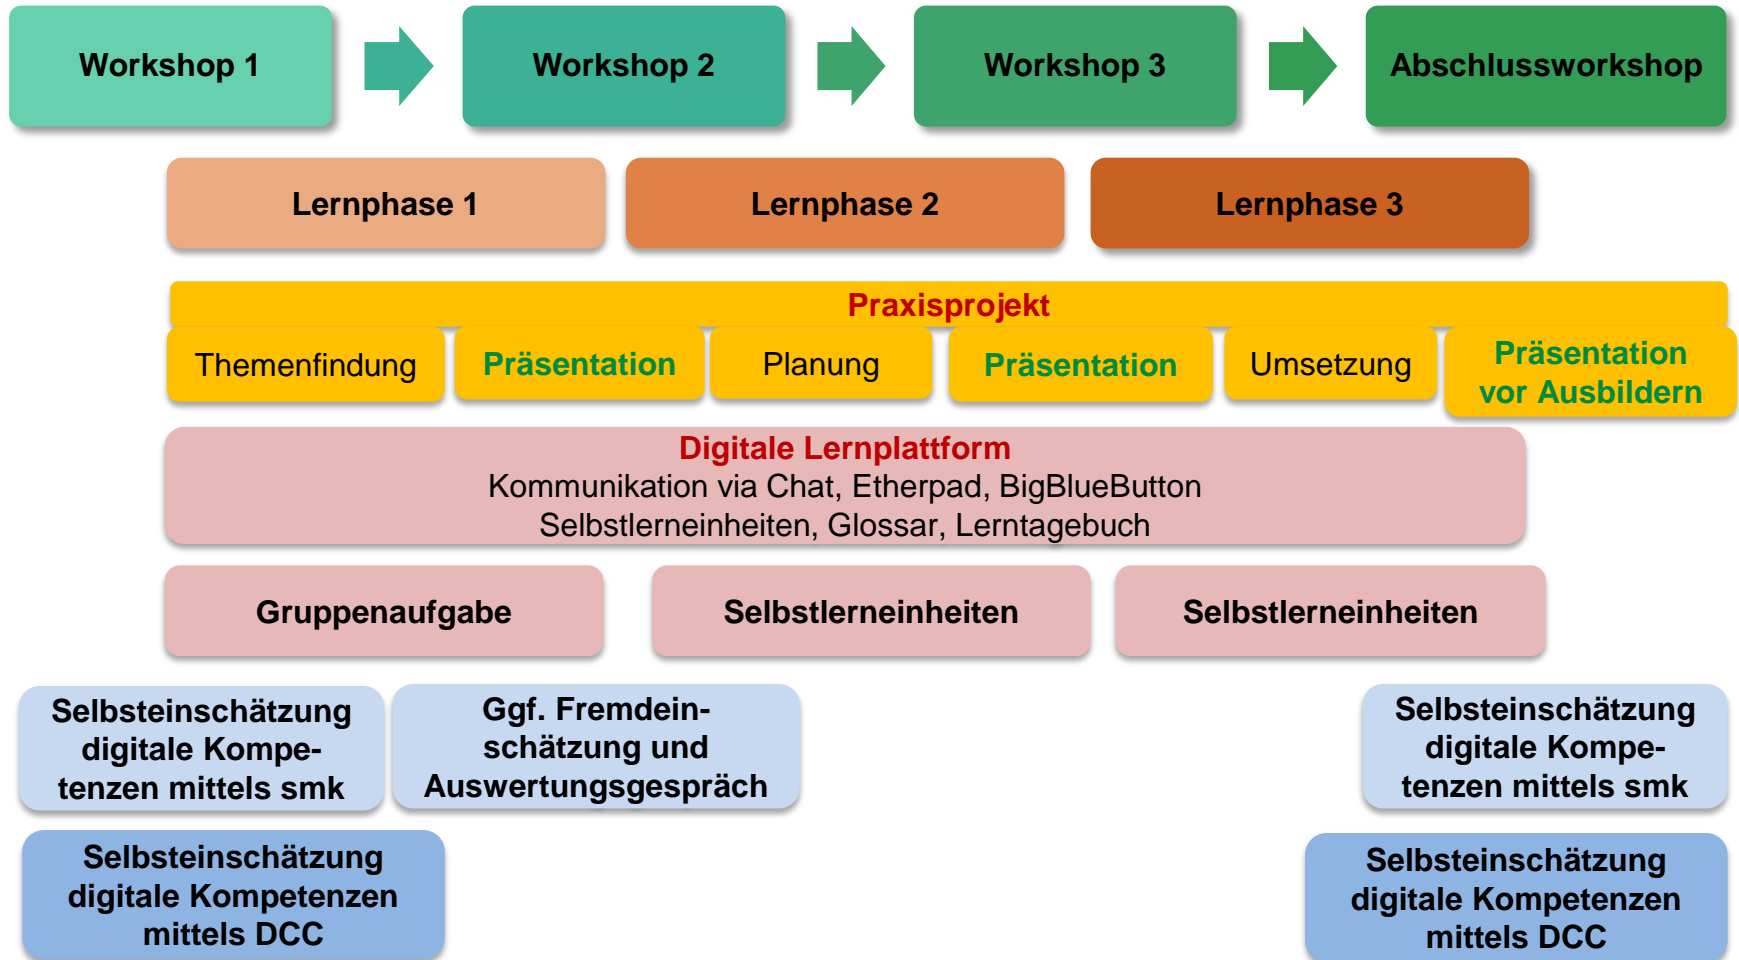 Workshop 1
Workshop 2
Workshop 3
Abschlussworkshop
Lernphase 1
Lernphase 2
Lernphase 3
Praxisprojekt
Themenfindung
Präsentation
Planung
Präsentation
Umsetzung
Präsentation
vor Ausbildern
Digitale Lernplattform
Kommunikation via Chat, Etherpad, BigBlueButton
Selbstlerneinheiten, Glossar, Lerntagebuch
Gruppenaufgabe
Selbstlerneinheiten
Selbstlerneinheiten
Selbsteinschätzung
digitale Kompe-
tenzen mittels smk
Ggf. Fremdein-
schätzung und
Auswertungsgespräch
Selbsteinschätzung
digitale Kompe-
tenzen mittels smk
Selbsteinschätzung
digitale Kompetenzen
mittels DCC
Selbsteinschätzung
digitale Kompetenzen
mittels DCC